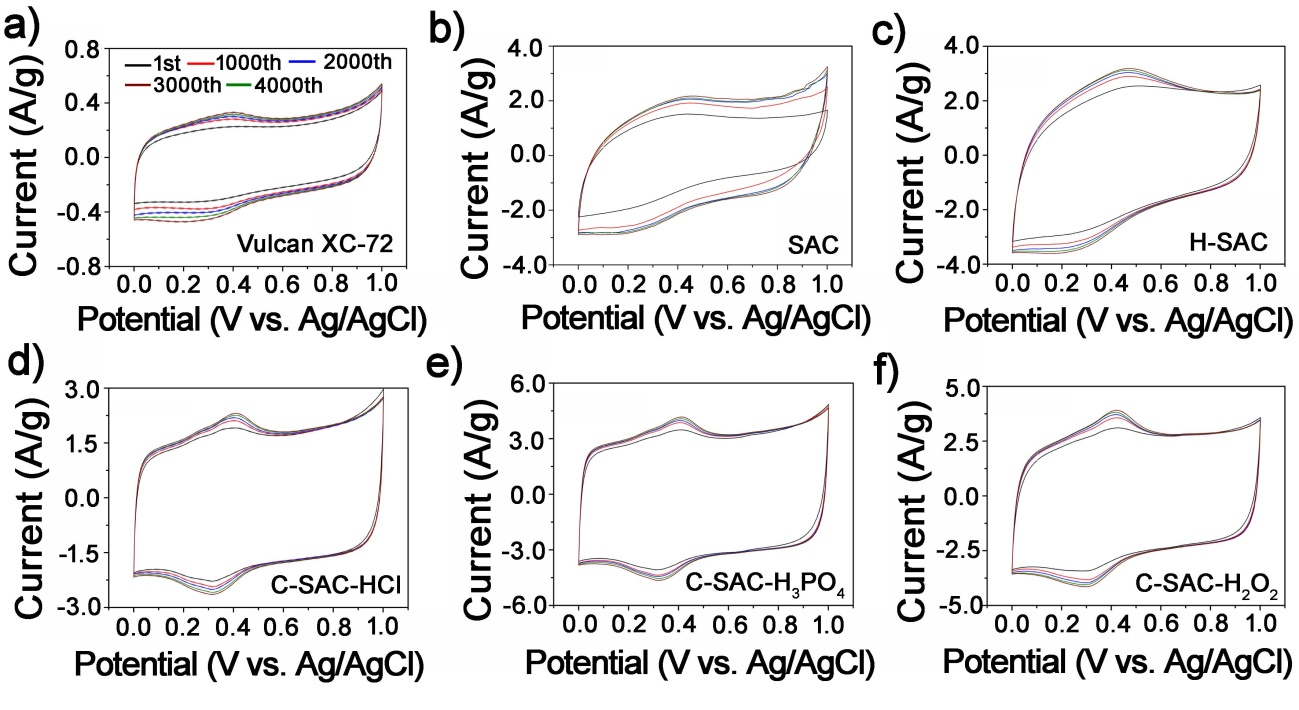 a)
Current (A/g)
0.8
0.4
0.0
-0.4
-0.8
1st 1000th 2000th
3000th 4000th
Vulcan XC-72
0.0 0.2 0.4 0.6 0.8 1.0
Potential (V vs. Ag/AgCl)
b)
Current (A/g)
4.0
2.0
0.0
-2.0
-4.0
SAC
0.0 0.2 0.4 0.6 0.8 1.0
Potential (V vs. Ag/AgCl)
c)
Current (A/g)
4.0
2.0
0.0
-2.0
-4.0
H-SAC
0.0 0.2 0.4 0.6 0.8 1.0
Potential (V vs. Ag/AgCl)
d)
Current (A/g)
3.0
1.5
0.0
-1.5
-3.0
C-SAC-HCl
0.0 0.2 0.4 0.6 0.8 1.0
Potential (V vs. Ag/AgCl)
e)
Current (A/g)
6.0
3.0
0.0
-3.0
-6.0
C-SAC-H₃PO₄
0.0 0.2 0.4 0.6 0.8 1.0
Potential (V vs. Ag/AgCl)
f)
Current (A/g)
5.0
2.5
0.0
-2.5
-5.0
C-SAC-H₂O₂
0.0 0.2 0.4 0.6 0.8 1.0
Potential (V vs. Ag/AgCl)